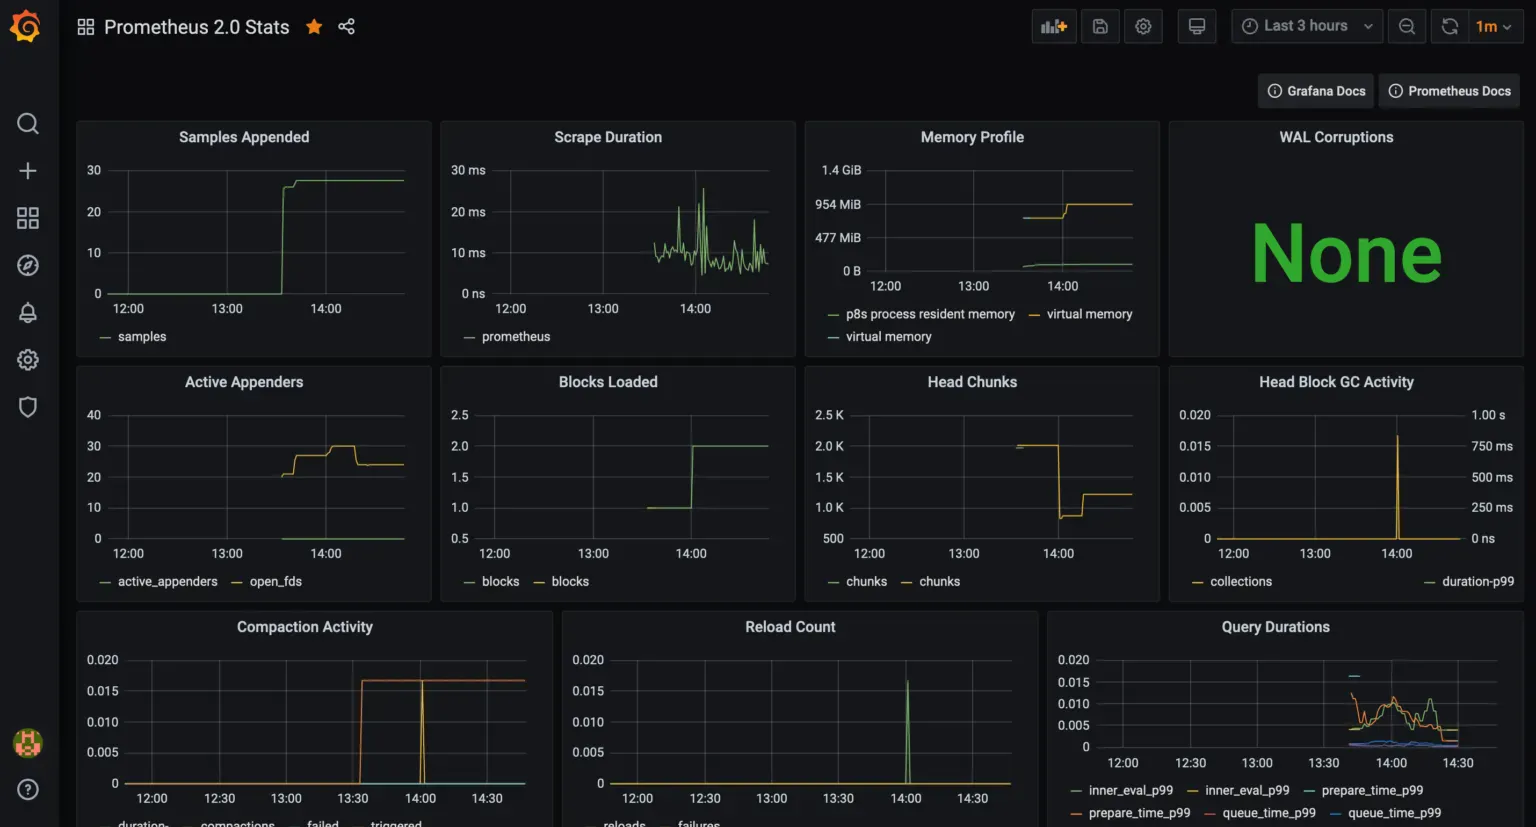 Prometheus 2.0 Stats
Last 3 hours
1m
Grafana Docs
Prometheus Docs
Samples Appended
30
20
10
0
12:00 13:00 14:00
samples
Scrape Duration
30 ms
20 ms
10 ms
0 ns
12:00 13:00 14:00
prometheus
Memory Profile
1.4 GiB
954 MiB
477 MiB
0 B
12:00 13:00 14:00
p8s process resident memory virtual memory
virtual memory
WAL Corruptions
None
Active Appenders
40
30
20
10
0
12:00 13:00 14:00
active_appenders open_fds
Blocks Loaded
2.5
2.0
1.5
1.0
0.5
12:00 13:00 14:00
blocks blocks
Head Chunks
2.5 K
2.0 K
1.5 K
1.0 K
500
12:00 13:00 14:00
chunks chunks
Head Block GC Activity
0.020 1.00 s
0.015 750 ms
0.010 500 ms
0.005 250 ms
0 0 ns
12:00 13:00 14:00
collections duration-p99
Compaction Activity
0.020
0.015
0.010
0.005
0
12:00 12:30 13:00 13:30 14:00 14:30
duration- compactions failed triggered
Reload Count
0.020
0.015
0.010
0.005
0
12:00 12:30 13:00 13:30 14:00 14:30
reloads failures
Query Durations
0.020
0.015
0.010
0.005
0
12:00 12:30 13:00 13:30 14:00 14:30
inner_eval_p99 inner_eval_p99 prepare_time_p99
prepare_time_p99 queue_time_p99 queue_time_p99